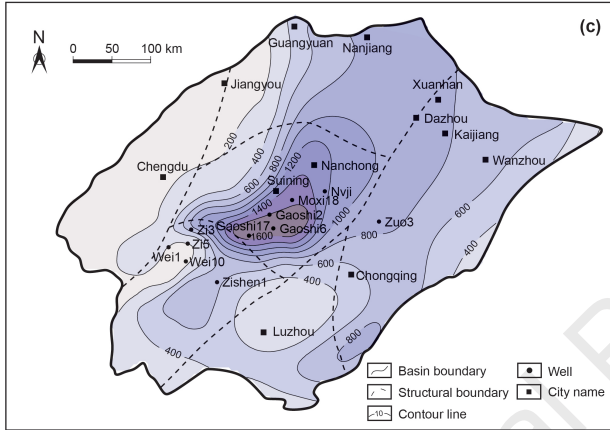 (c)
N
0 50 100 km
Guangyuan
Nanjiang
Jiangyou
Xuanhan
Dazhou
Kaijiang
200
400
600
800
1200
Chengdu
Nanchong
Wanzhou
Suining
Nvji
Moxi18
1400
1000
Gaoshi2
Zuo3
Zi3
Gaoshi17
Gaoshi6
1600
800
600
400
Zi5
Wei1
Wei10
600
400
Chongqing
Zishen1
Luzhou
800
400
Basin boundary
Well
Structural boundary
City name
10
Contour line